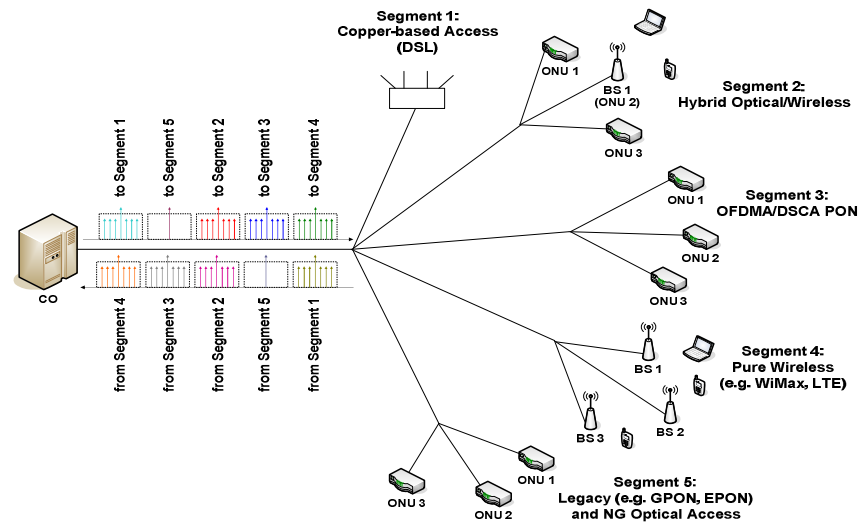 Segment 1:
Copper-based Access
(DSL)
ONU 1
BS 1
(ONU 2)
ONU 3
Segment 2:
Hybrid Optical/Wireless
to Segment 1
to Segment 5
to Segment 2
to Segment 3
to Segment 4
CO
from Segment 4
from Segment 3
from Segment 2
from Segment 5
from Segment 1
ONU 1
ONU 2
ONU 3
Segment 3:
OFDMA/DSCA PON
BS 1
BS 2
BS 3
Segment 4:
Pure Wireless
(e.g. WiMax, LTE)
ONU 1
ONU 2
ONU 3
Segment 5:
Legacy (e.g. GPON, EPON)
and NG Optical Access